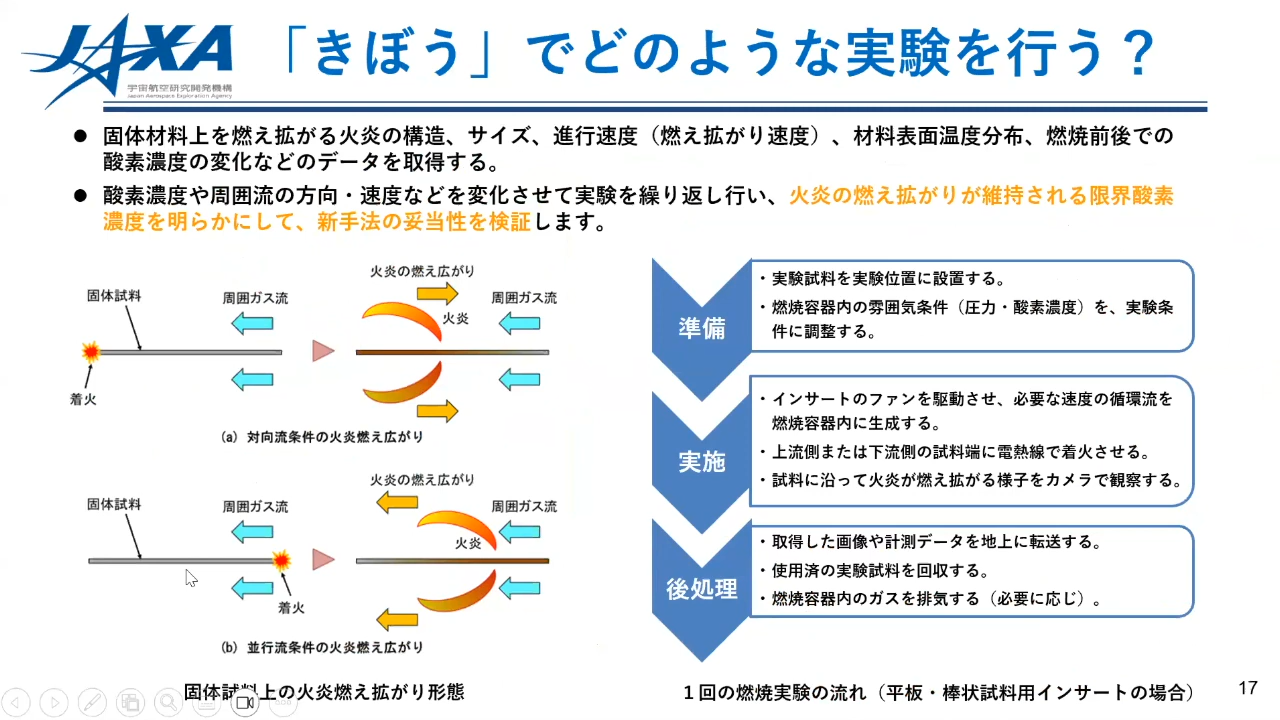 JAXA
宇宙航空研究開発機構
Japan Aerospace Exploration Agency
「きぼう」でどのような実験を行う？
● 固体材料上を燃え拡がる火炎の構造、サイズ、進行速度（燃え拡がり速度）、材料表面温度分布、燃焼前後での
酸素濃度の変化などのデータを取得する。
● 酸素濃度や周囲流の方向・速度などを変化させて実験を繰り返し行い、火炎の燃え拡がりが維持される限界酸素
濃度を明らかにして、新手法の妥当性を検証します。
固体試料
周囲ガス流
着火
火炎の燃え広がり
周囲ガス流
火炎
(a) 対向流条件の火炎燃え広がり
固体試料
周囲ガス流
着火
火炎の燃え広がり
周囲ガス流
火炎
(b) 並行流条件の火炎燃え広がり
固体試料上の火炎燃え拡がり形態
準備
・実験試料を実験位置に設置する。
・燃焼容器内の雰囲気条件（圧力・酸素濃度）を、実験条
件に調整する。
実施
・インサートのファンを駆動させ、必要な速度の循環流を
燃焼容器内に生成する。
・上流側または下流側の試料端に電熱線で着火させる。
・試料に沿って火炎が燃え拡がる様子をカメラで観察する。
後処理
・取得した画像や計測データを地上に転送する。
・使用済の実験試料を回収する。
・燃焼容器内のガスを排気する（必要に応じ）。
１回の燃焼実験の流れ（平板・棒状試料用インサートの場合）
17